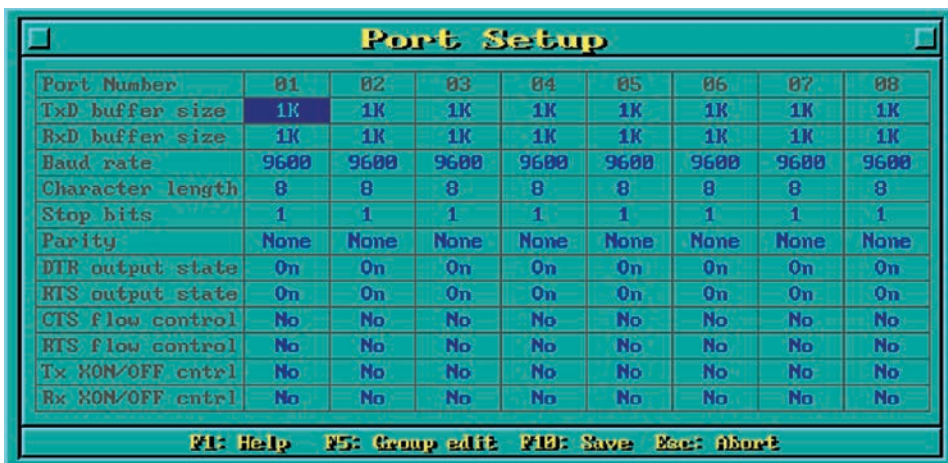 Port Setup
Port Number 01 02 03 04 05 06 07 08
TxD buffer size 1K 1K 1K 1K 1K 1K 1K 1K
RxD buffer size 1K 1K 1K 1K 1K 1K 1K 1K
Baud rate 9600 9600 9600 9600 9600 9600 9600 9600
Character length 8 8 8 8 8 8 8 8
Stop bits 1 1 1 1 1 1 1 1
Parity None None None None None None None None
DTR output state On On On On On On On On
RTS output state On On On On On On On On
CTS flow control No No No No No No No No
RTS flow control No No No No No No No No
Tx XON/OFF cntrl No No No No No No No No
Rx XON/OFF cntrl No No No No No No No No
F1: Help F5: Group edit F10: Save Esc: Abort